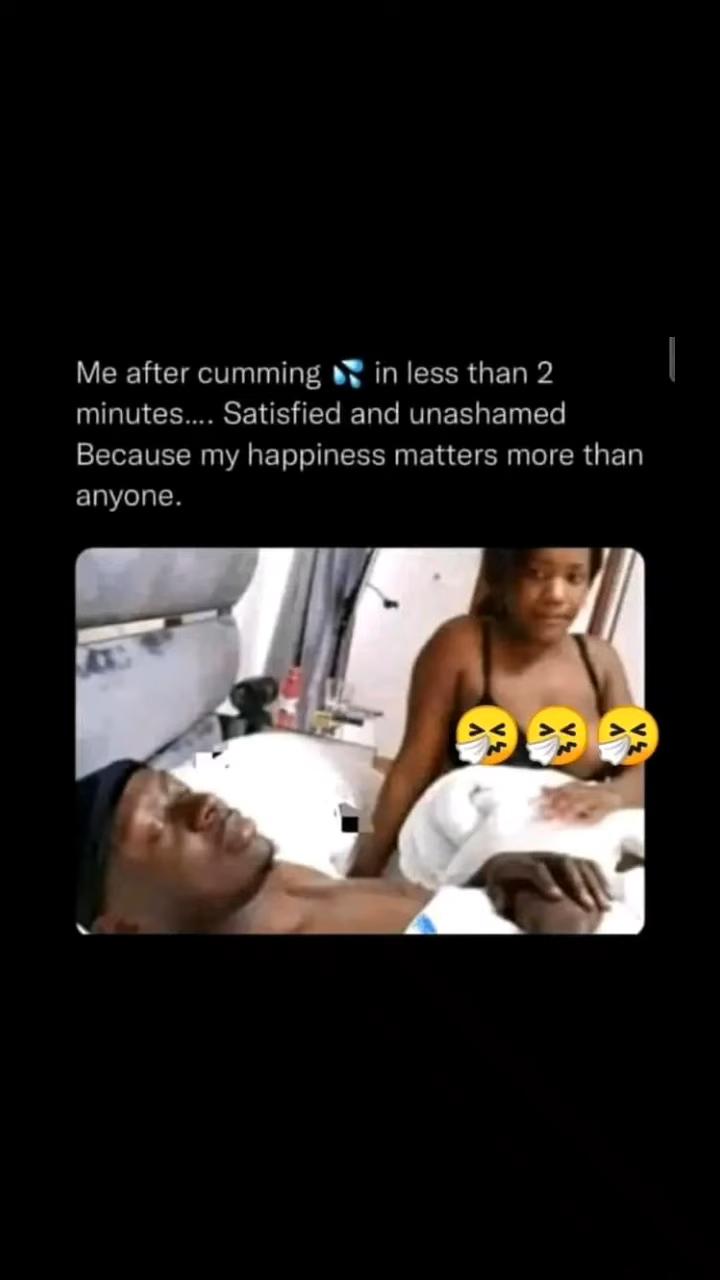 Me after cumming 💦 in less than 2
minutes.... Satisfied and unashamed
Because my happiness matters more than
anyone.